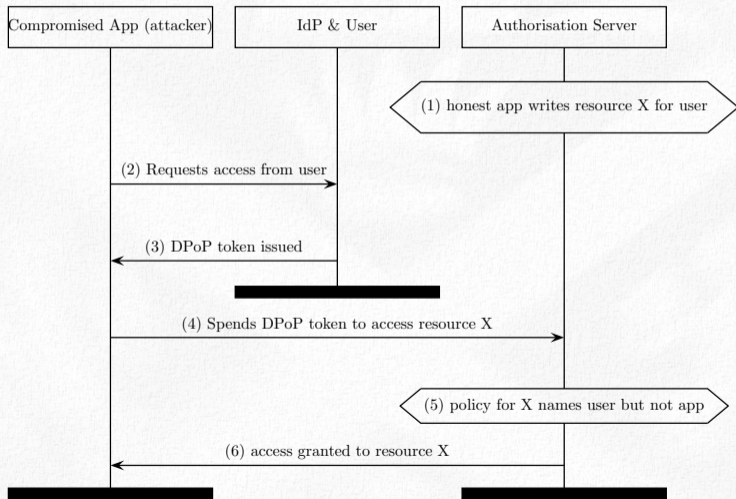 Compromised App (attacker)
IdP & User
Authorisation Server
(1) honest app writes resource X for user
(2) Requests access from user
(3) DPoP token issued
(4) Spends DPoP token to access resource X
(5) policy for X names user but not app
(6) access granted to resource X